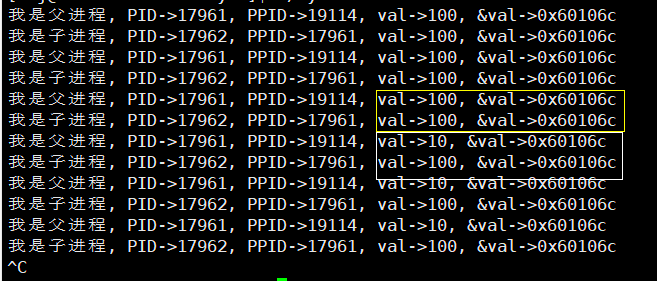 我是父进程, PID->17961, PPID->19114, val->100, &val->0x60106c
我是子进程, PID->17962, PPID->17961, val->100, &val->0x60106c
我是父进程, PID->17961, PPID->19114, val->100, &val->0x60106c
我是子进程, PID->17962, PPID->17961, val->100, &val->0x60106c
我是父进程, PID->17961, PPID->19114, val->100, &val->0x60106c
我是子进程, PID->17962, PPID->17961, val->100, &val->0x60106c
我是父进程, PID->17961, PPID->19114, val->10, &val->0x60106c
我是子进程, PID->17962, PPID->17961, val->100, &val->0x60106c
我是父进程, PID->17961, PPID->19114, val->10, &val->0x60106c
我是子进程, PID->17962, PPID->17961, val->100, &val->0x60106c
我是父进程, PID->17961, PPID->19114, val->10, &val->0x60106c
我是子进程, PID->17962, PPID->17961, val->100, &val->0x60106c
^C